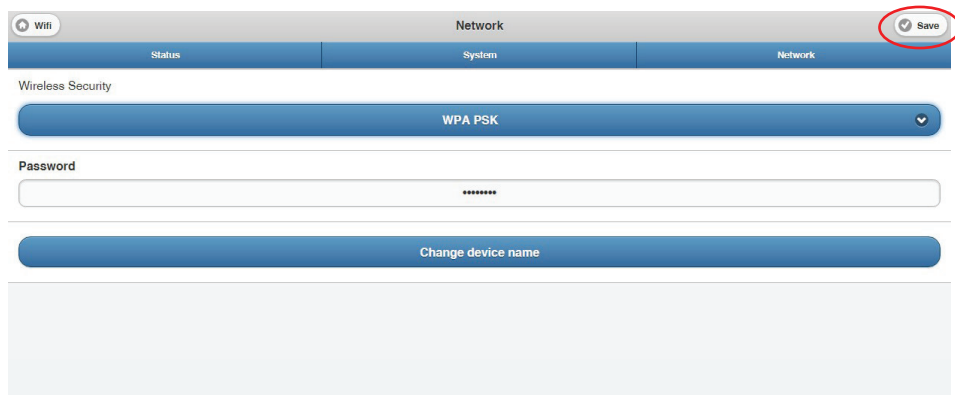 Wifi Network Save
Status System Network
Wireless Security
WPA PSK
Password
••••••••
Change device name